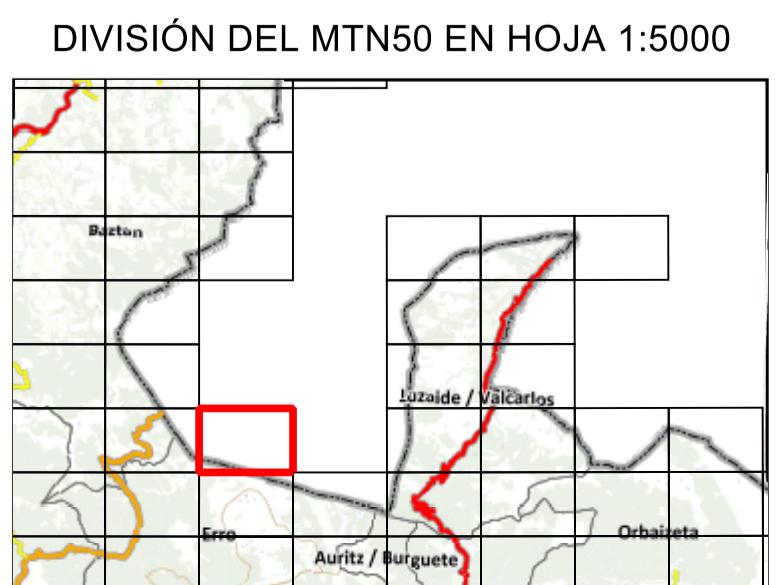 DIVISIÓN DEL MTN50 EN HOJA 1:5000
Baztan
Luzaide / Valcarlos
Erro
Orbaizeta
Auritz / Burguete